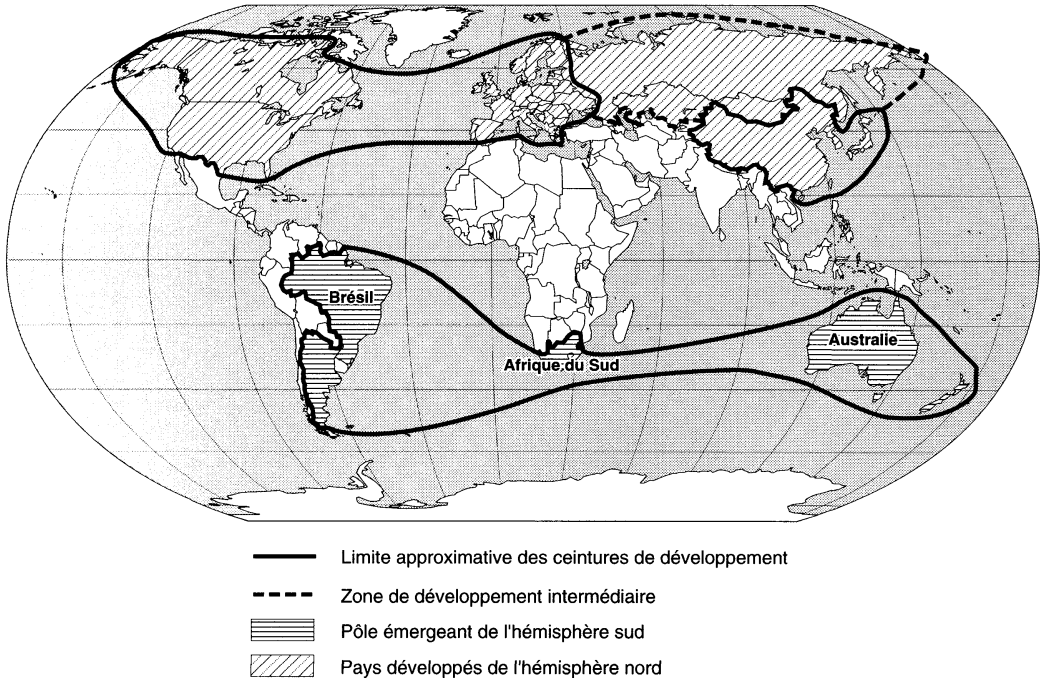 Brésil
Australie
Afrique du Sud
Limite approximative des ceintures de développement
Zone de développement intermédiaire
Pôle émergeant de l'hémisphère sud
Pays développés de l'hémisphère nord